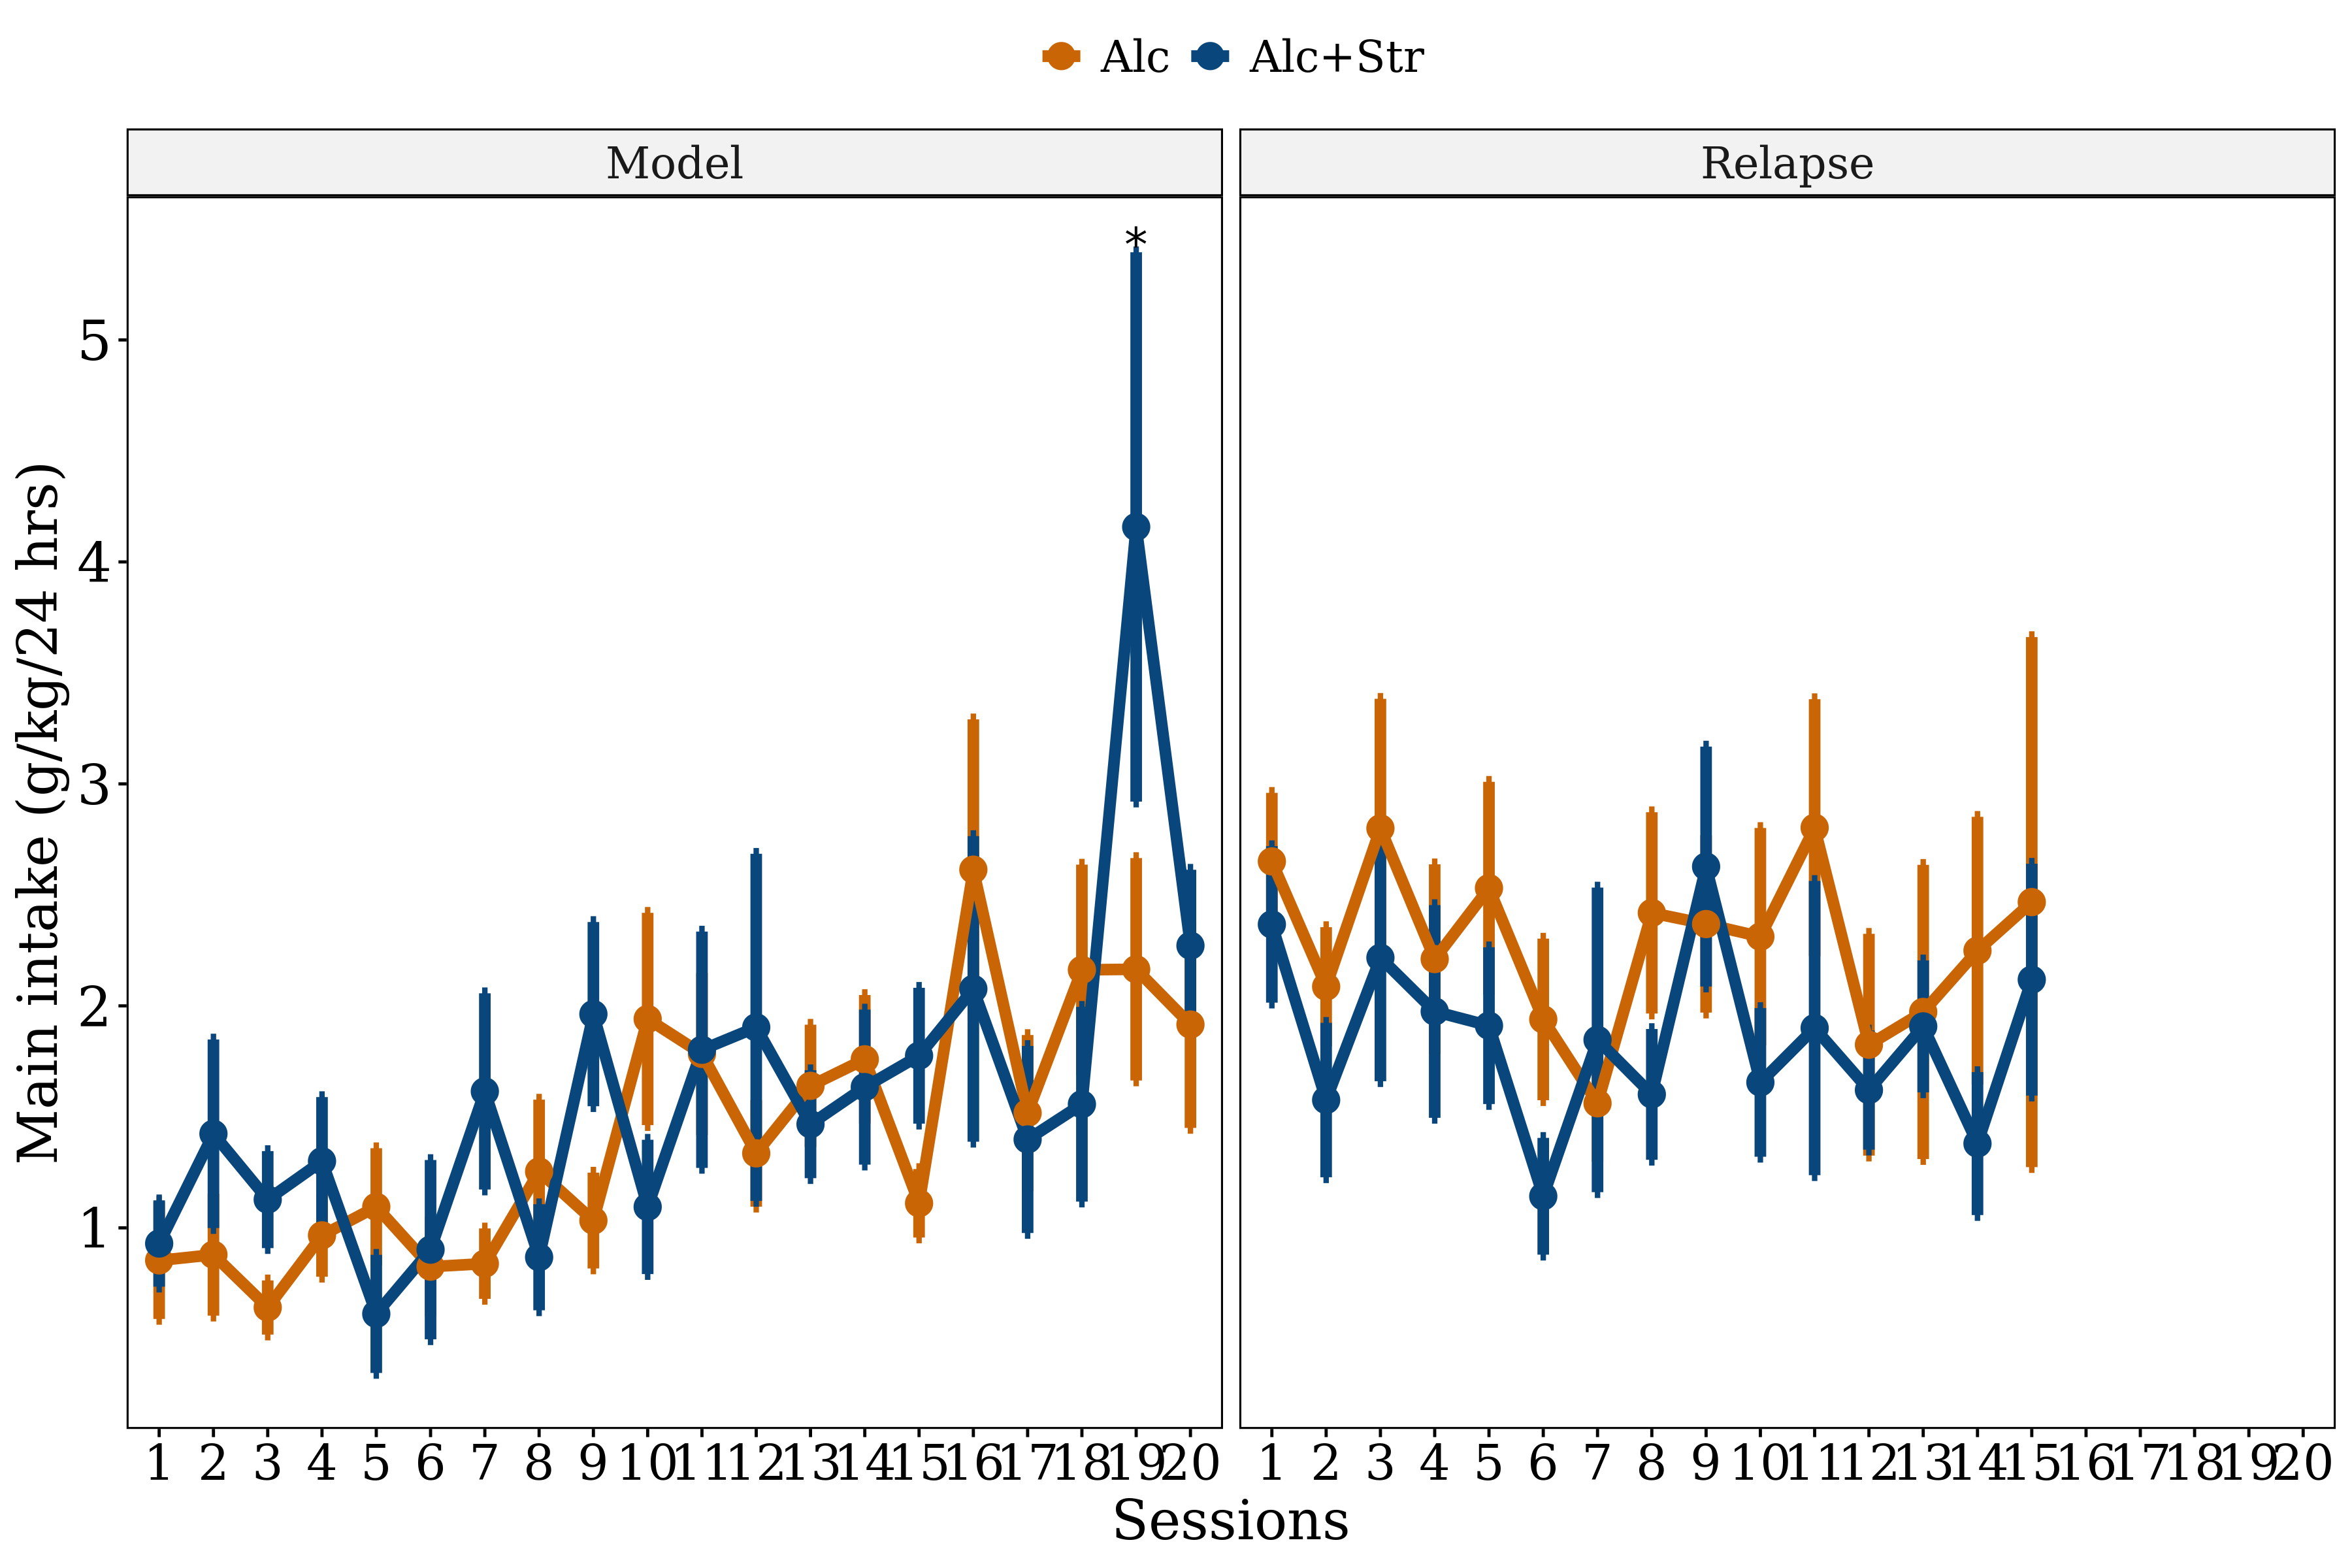 Alc Alc+Str
Model Relapse
*
5
4
3
2
1
Main intake (g/kg/24 hrs)
1 2 3 4 5 6 7 8 9 10 11 12 13 14 15 16 17 18 19 20 1 2 3 4 5 6 7 8 9 10 11 12 13 14 15 16 17 18 19 20
Sessions